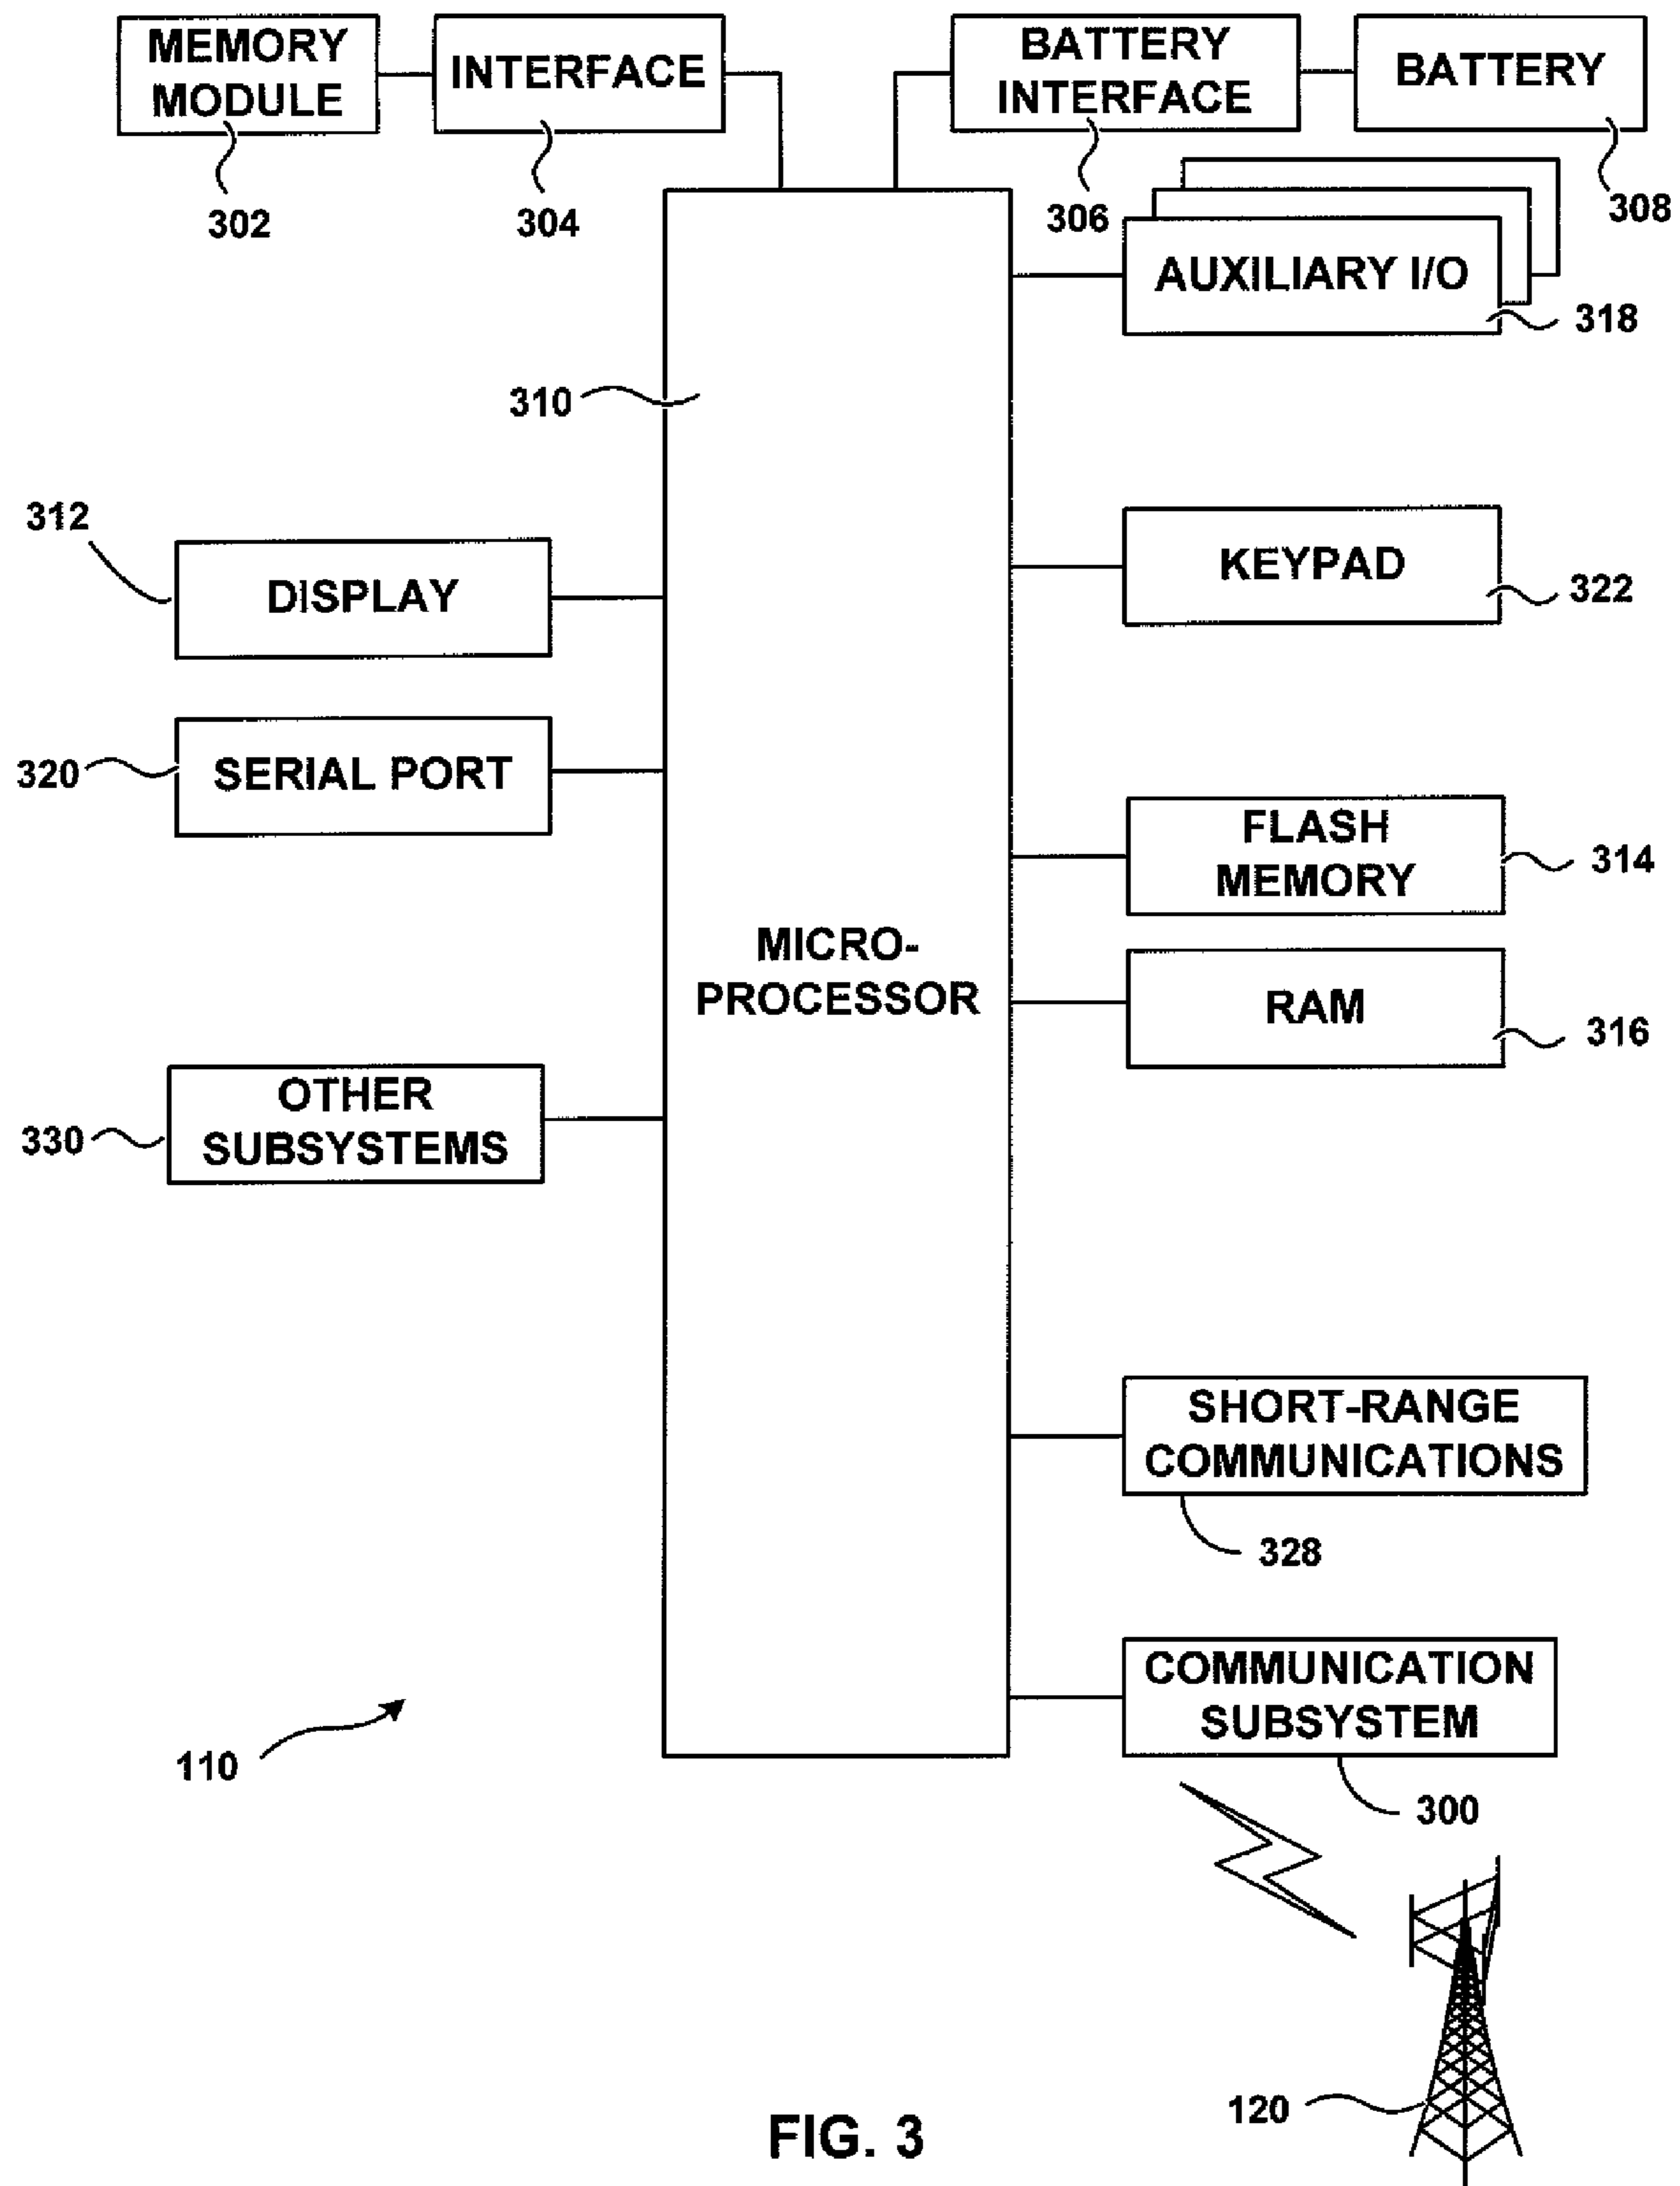 MEMORY
MODULE
INTERFACE
BATTERY
INTERFACE
BATTERY
302
304
306
308
AUXILIARY I/O
318
310
312
DISPLAY
KEYPAD
322
320
SERIAL PORT
FLASH
MEMORY
314
MICRO-
PROCESSOR
RAM
316
OTHER
SUBSYSTEMS
330
SHORT-RANGE
COMMUNICATIONS
328
COMMUNICATION
SUBSYSTEM
300
110
120
FIG. 3